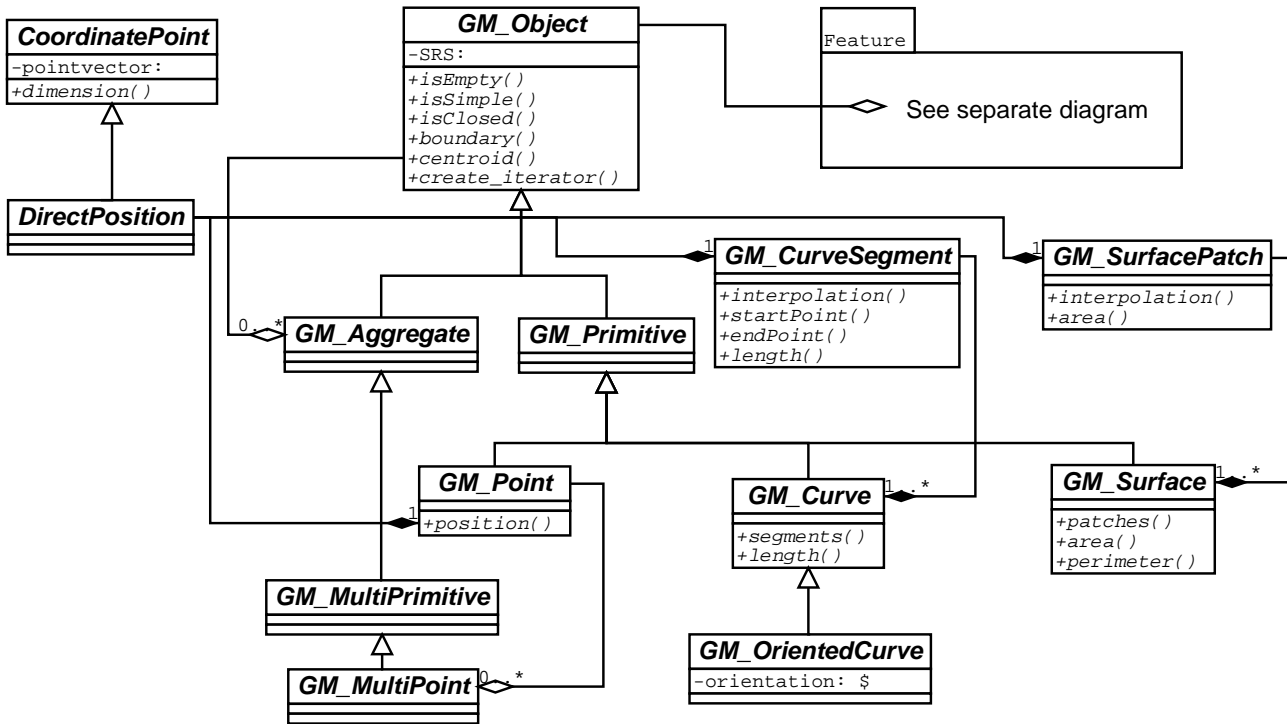 CoordinatePoint
-pointvector:
+dimension()
GM_Object
-SRS:
+isEmpty()
+isSimple()
+isClosed()
+boundary()
+centroid()
+create_iterator()
Feature
See separate diagram
DirectPosition
1
GM_CurveSegment
+interpolation()
+startPoint()
+endPoint()
+length()
1
GM_SurfacePatch
+interpolation()
+area()
0..*
GM_Aggregate
GM_Primitive
GM_Point
1
+position()
GM_Curve
1..*
+segments()
+length()
GM_Surface
1..*
+patches()
+area()
+perimeter()
GM_MultiPrimitive
GM_MultiPoint
0..*
GM_OrientedCurve
-orientation: $